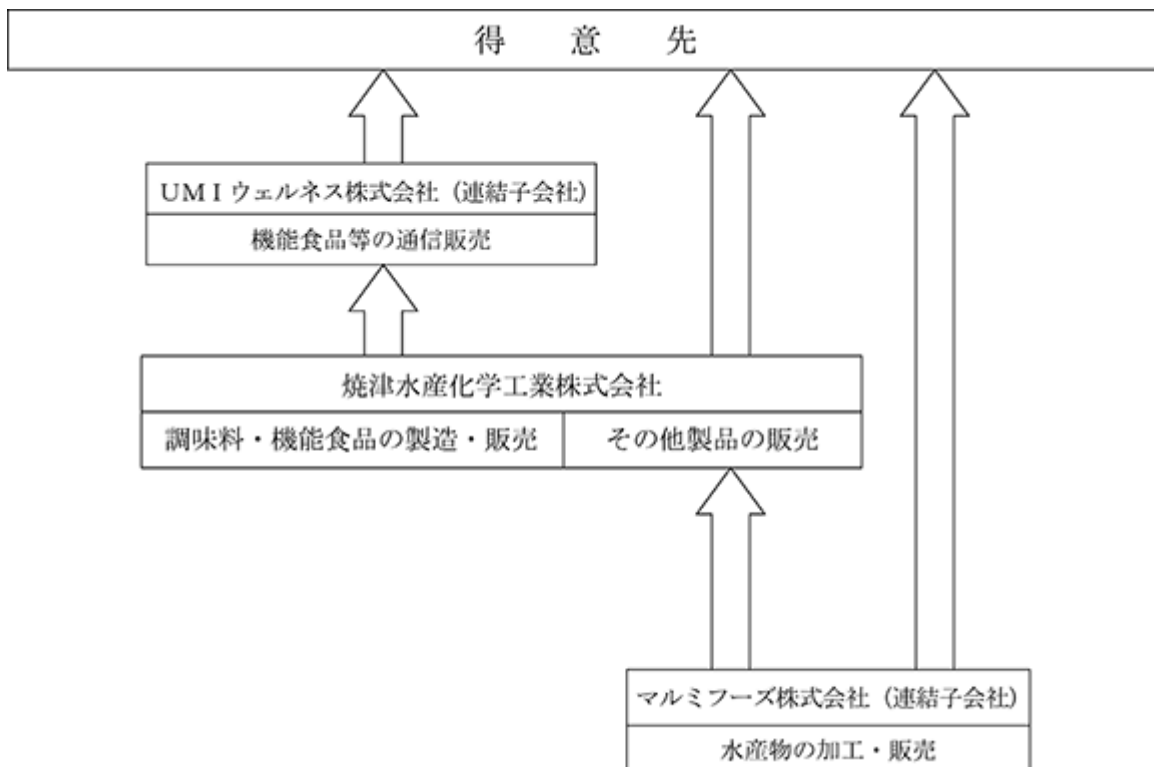 得意先
UMIウェルネス株式会社(連結子会社)
機能食品等の通信販売
焼津水産化学工業株式会社
調味料・機能食品の製造・販売
その他製品の販売
マルミフーズ株式会社(連結子会社)
水産物の加工・販売